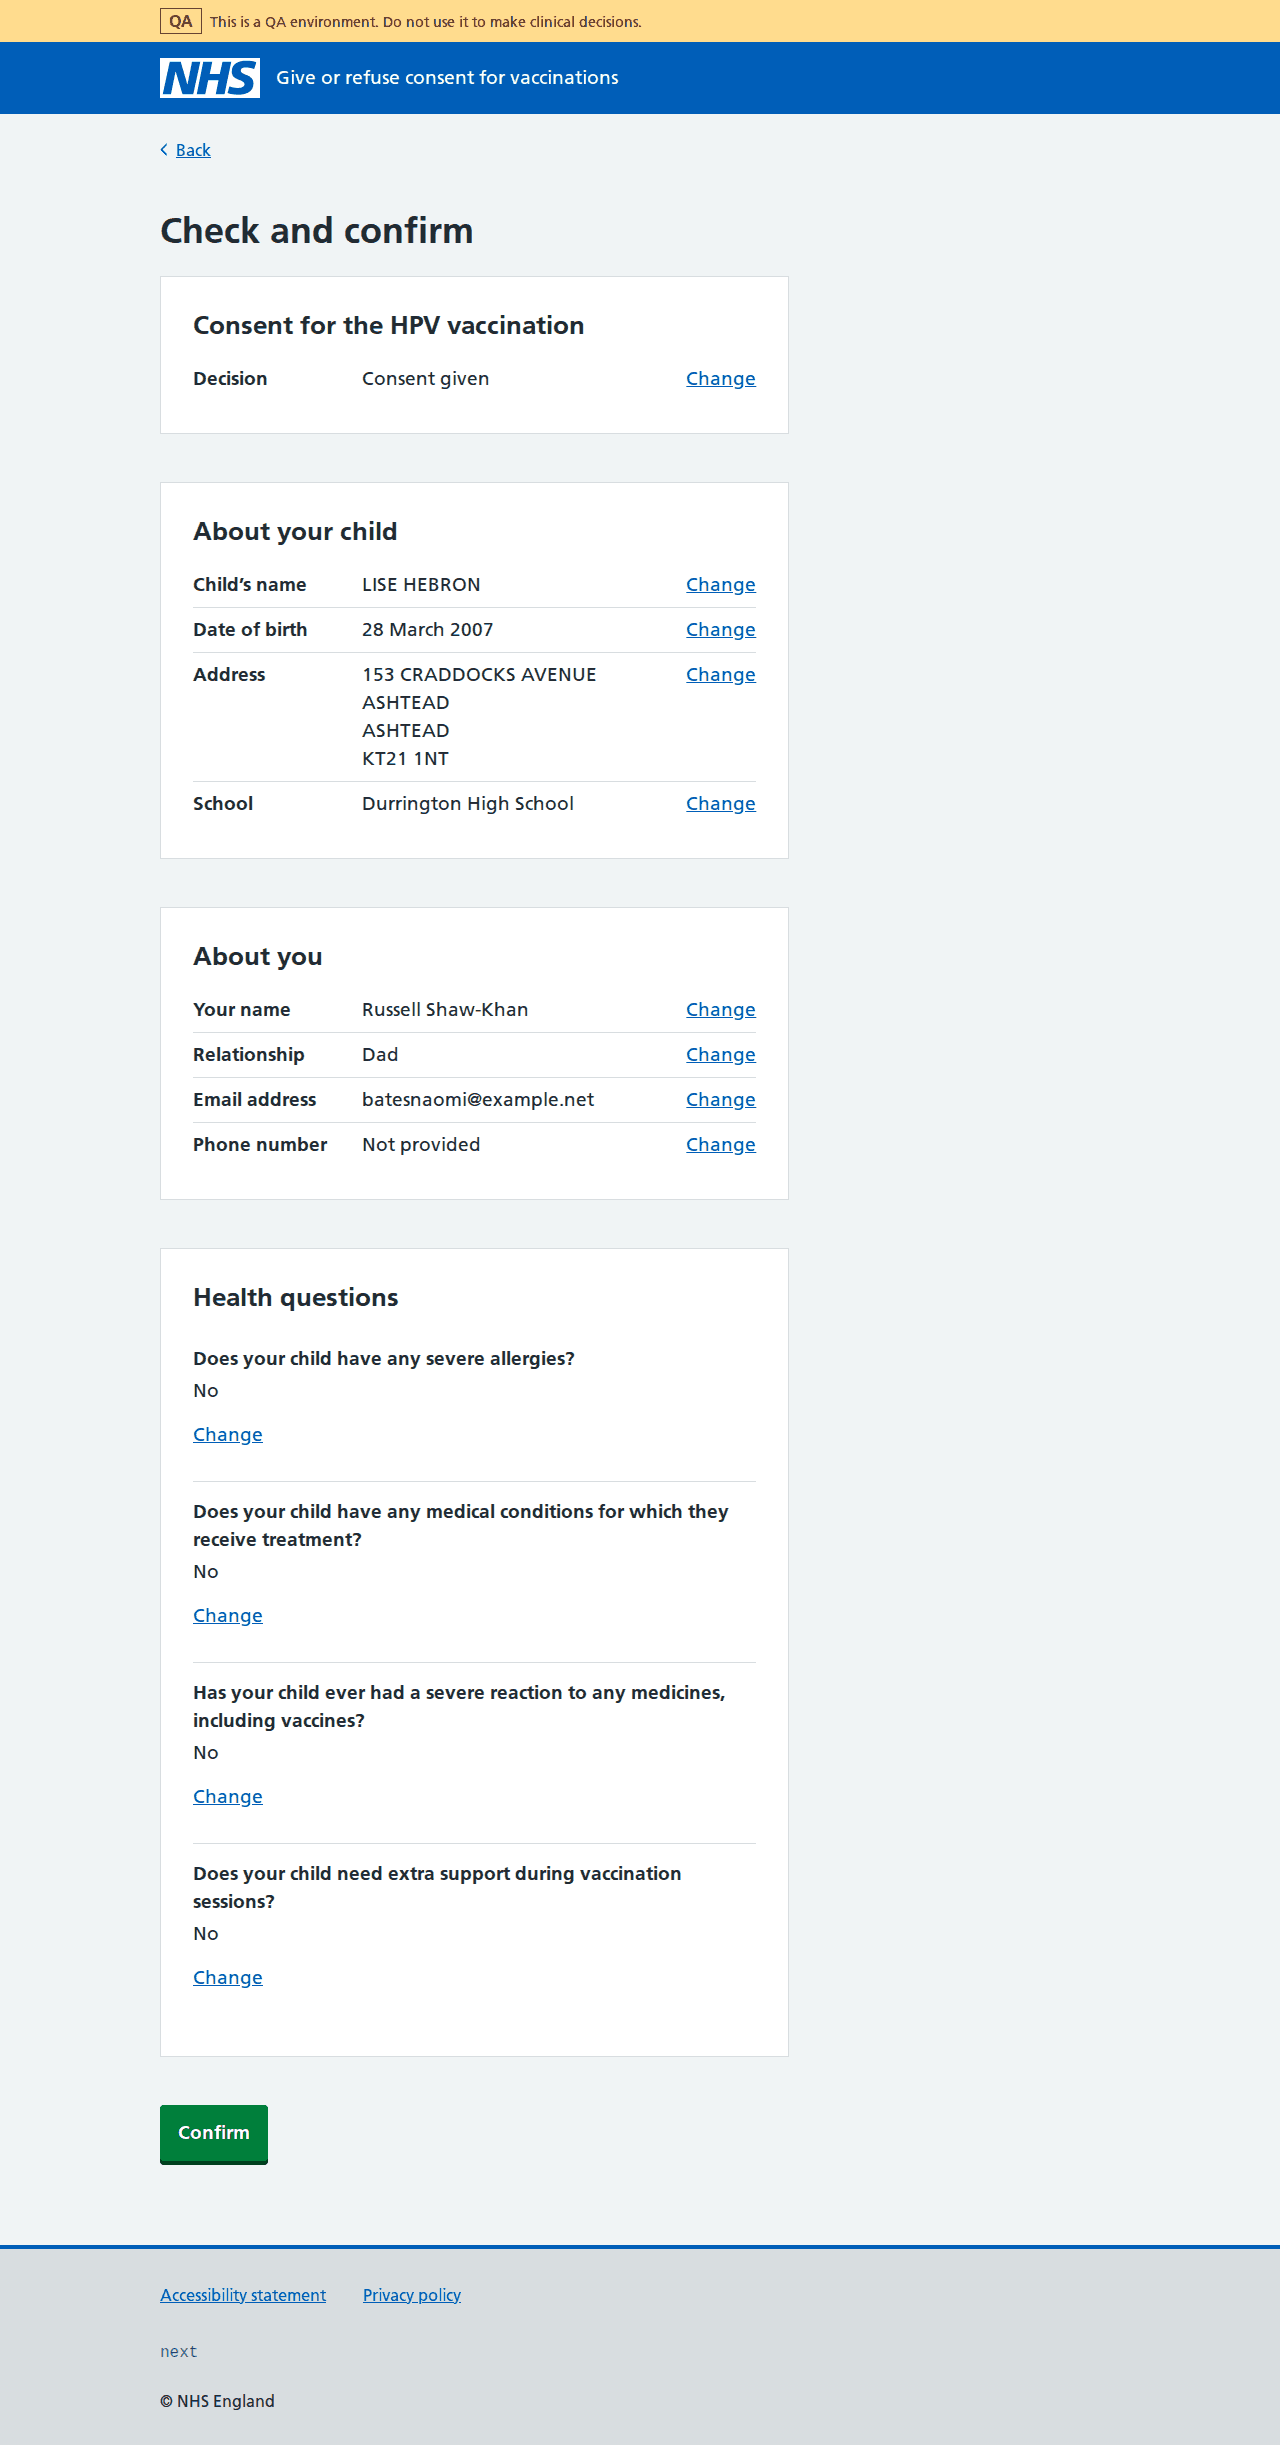 QA This is a QA environment. Do not use it to make clinical decisions.
NHS Give or refuse consent for vaccinations
Back
Check and confirm
Consent for the HPV vaccination
Decision Consent given Change
About your child
Child’s name LISE HEBRON Change
Date of birth 28 March 2007 Change
Address 153 CRADDOCKS AVENUE Change
ASHTEAD
ASHTEAD
KT21 1NT
School Durrington High School Change
About you
Your name Russell Shaw-Khan Change
Relationship Dad Change
Email address batesnaomi@example.net Change
Phone number Not provided Change
Health questions
Does your child have any severe allergies?
No
Change
Does your child have any medical conditions for which they
receive treatment?
No
Change
Has your child ever had a severe reaction to any medicines,
including vaccines?
No
Change
Does your child need extra support during vaccination
sessions?
No
Change
Confirm
Accessibility statement Privacy policy
next
© NHS England